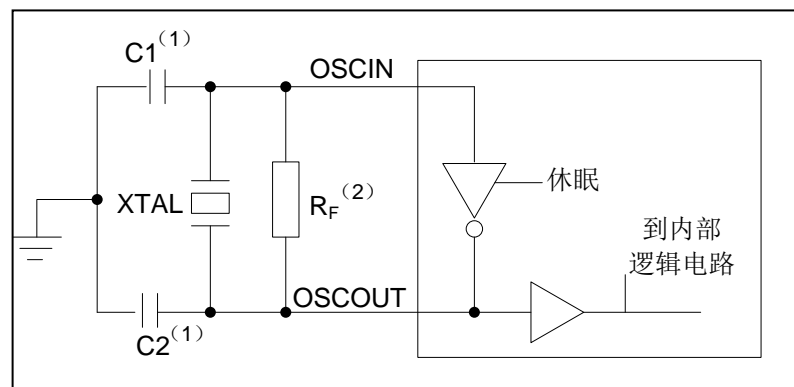 C1(1)
OSCIN
XTAL
RF(2)
休眠
到内部
逻辑电路
OSCOUT
C2(1)